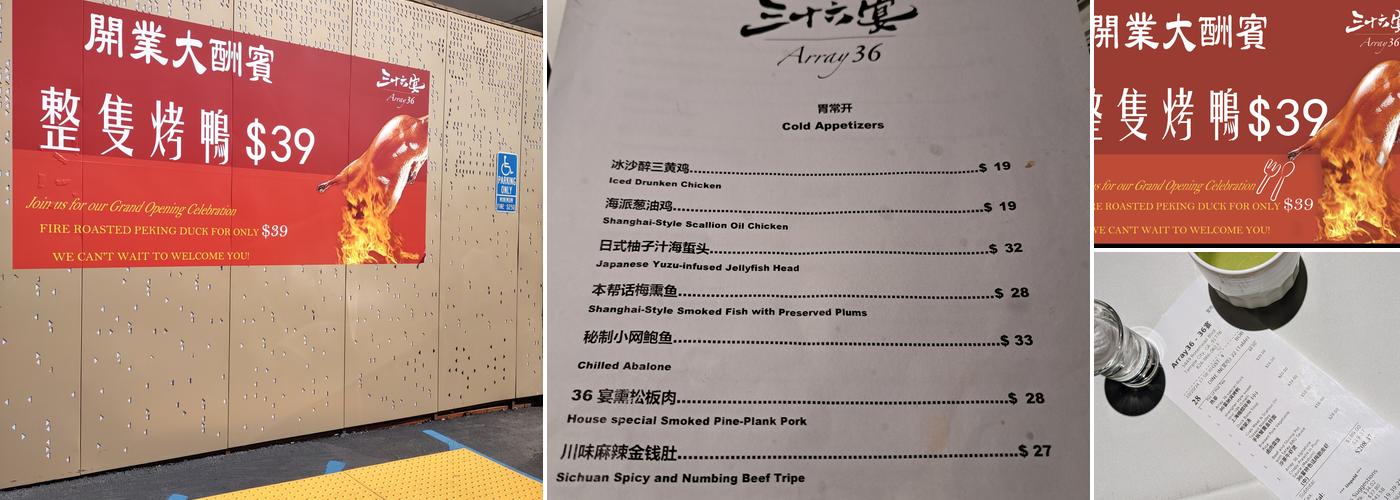 開業大酬賓
三十六宴
Array 36
整隻烤鴨 $39
Join us for our Grand Opening Celebration
FIRE ROASTED PEKING DUCK FOR ONLY $39
WE CAN'T WAIT TO WELCOME YOU!
PARKING
ONLY
MINIMUM
FINE $250
三十六宴
Array 36
胃常开
Cold Appetizers
冰沙醉三黄鸡 $ 19
Iced Drunken Chicken
海派葱油鸡 $ 19
Shanghai-Style Scallion Oil Chicken
日式柚子汁海蜇头 $ 32
Japanese Yuzu-infused Jellyfish Head
本帮话梅熏鱼 $ 28
Shanghai-Style Smoked Fish with Preserved Plums
秘制小网鲍鱼 $ 33
Chilled Abalone
36 宴熏松板肉 $ 28
House special Smoked Pine-Plank Pork
川味麻辣金钱肚 $ 27
Sichuan Spicy and Numbing Beef Tripe
開業大酬賓
三十六宴
Array 36
整隻烤鴨 $39
s for our Grand Opening Celebration
RE ROASTED PEKING DUCK FOR ONLY $39
WE CAN'T WAIT TO WELCOME YOU!
Array36 - 36宴
28
$208.37